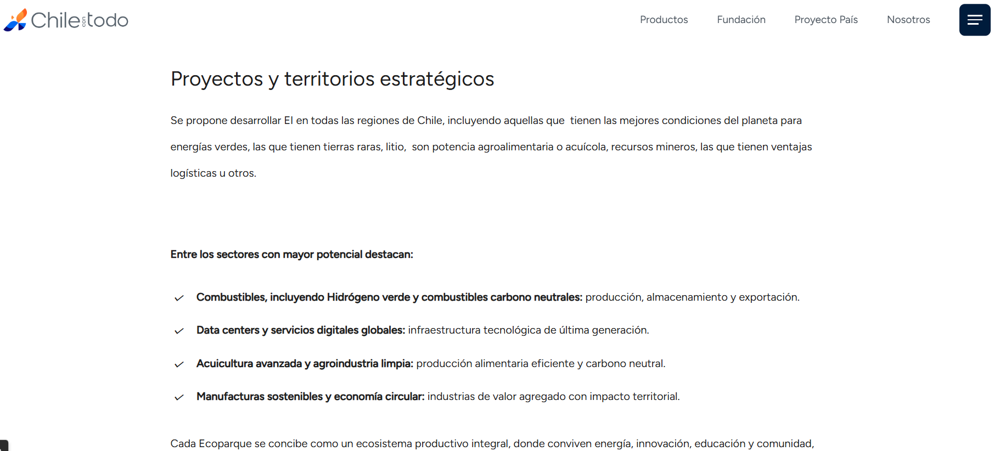 Chile con todo
Productos
Fundación
Proyecto País
Nosotros
Proyectos y territorios estratégicos
Se propone desarrollar EI en todas las regiones de Chile, incluyendo aquellas que  tienen las mejores condiciones del planeta para
energías verdes, las que tienen tierras raras, litio,  son potencia agroalimentaria o acuícola, recursos mineros, las que tienen ventajas
logísticas u otros.
Entre los sectores con mayor potencial destacan:
Combustibles, incluyendo Hidrógeno verde y combustibles carbono neutrales: producción, almacenamiento y exportación.
Data centers y servicios digitales globales: infraestructura tecnológica de última generación.
Acuicultura avanzada y agroindustria limpia: producción alimentaria eficiente y carbono neutral.
Manufacturas sostenibles y economía circular: industrias de valor agregado con impacto territorial.
Cada Ecoparque se concibe como un ecosistema productivo integral, donde conviven energía, innovación, educación y comunidad,